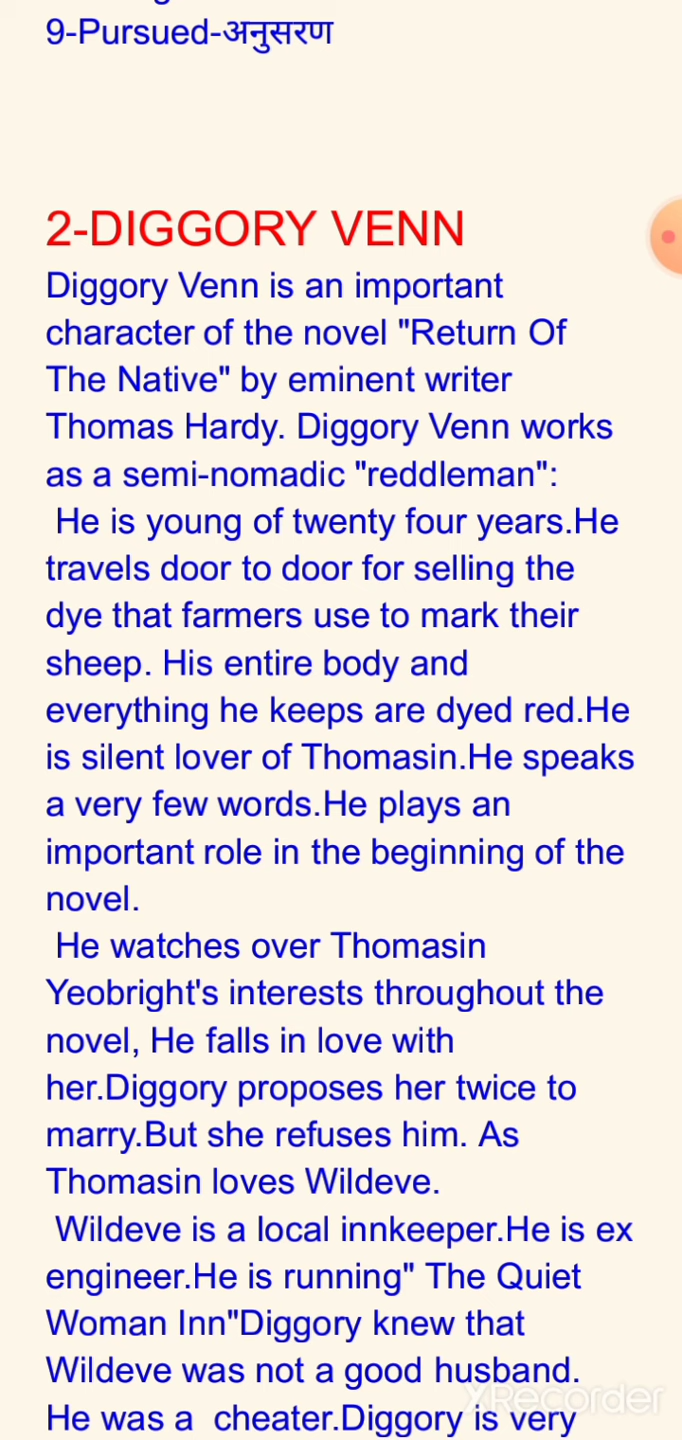 9-Pursued-अनुसरण
2-DIGGORY VENN
Diggory Venn is an important
character of the novel "Return Of
The Native" by eminent writer
Thomas Hardy. Diggory Venn works
as a semi-nomadic "reddleman":
He is young of twenty four years.He
travels door to door for selling the
dye that farmers use to mark their
sheep. His entire body and
everything he keeps are dyed red.He
is silent lover of Thomasin.He speaks
a very few words.He plays an
important role in the beginning of the
novel.
He watches over Thomasin
Yeobright's interests throughout the
novel, He falls in love with
her.Diggory proposes her twice to
marry.But she refuses him. As
Thomasin loves Wildeve.
Wildeve is a local innkeeper.He is ex
engineer.He is running" The Quiet
Woman Inn"Diggory knew that
Wildeve was not a good husband.
He was a  cheater.Diggory is very
XRecorder